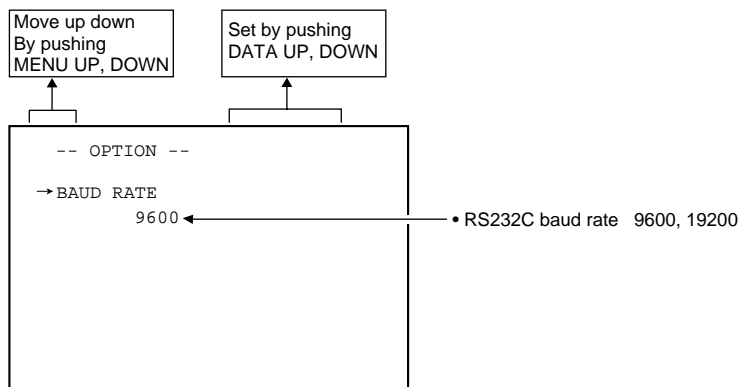 Move up down
By pushing
MENU UP, DOWN
Set by pushing
DATA UP, DOWN
-- OPTION --
→BAUD RATE
9600
• RS232C baud rate 9600, 19200